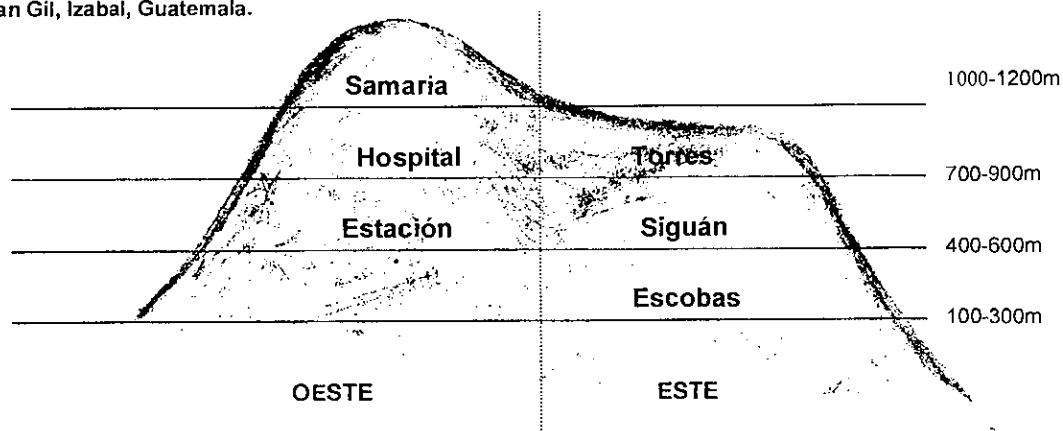 an Gil, Izabal, Guatemala.
Samaria 1000-1200m
Hospital Torres 700-900m
Estación Siguán 400-600m
Escobas 100-300m
OESTE ESTE